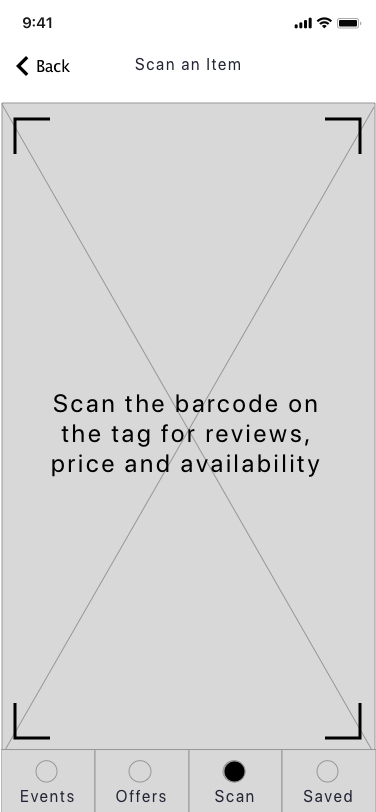 9:41
Back
Scan an Item
Scan the barcode on
the tag for reviews,
price and availability
Events
Offers
Scan
Saved